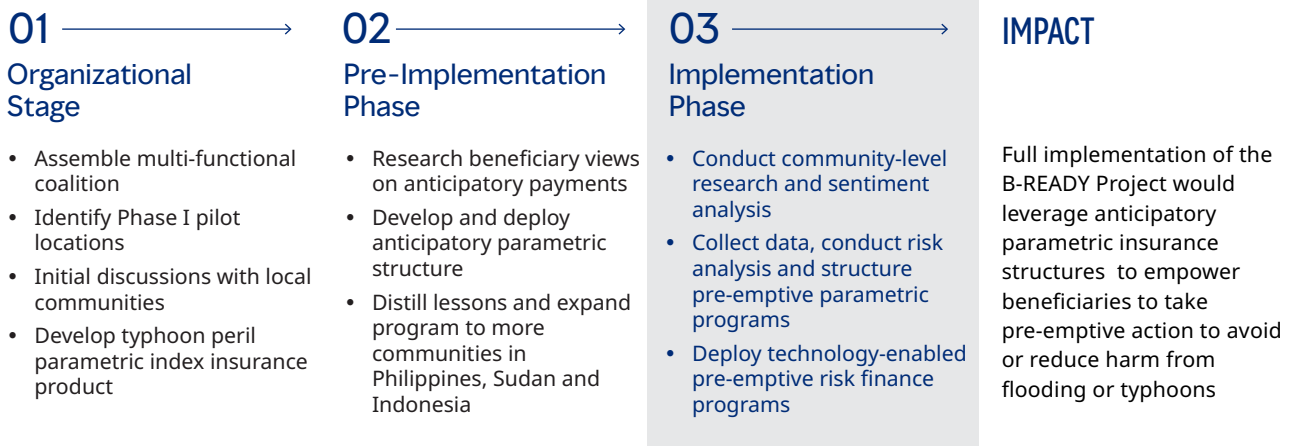 01
Organizational
Stage
• Assemble multi-functional
coalition
• Identify Phase I pilot
locations
• Initial discussions with local
communities
• Develop typhoon peril
parametric index insurance
product
02
Pre-Implementation
Phase
• Research beneficiary views
on anticipatory payments
• Develop and deploy
anticipatory parametric
structure
• Distill lessons and expand
program to more
communities in
Philippines, Sudan and
Indonesia
03
Implementation
Phase
• Conduct community-level
research and sentiment
analysis
• Collect data, conduct risk
analysis and structure
pre-emptive parametric
programs
• Deploy technology-enabled
pre-emptive risk finance
programs
IMPACT
Full implementation of the
B-READY Project would
leverage anticipatory
parametric insurance
structures to empower
beneficiaries to take
pre-emptive action to avoid
or reduce harm from
flooding or typhoons